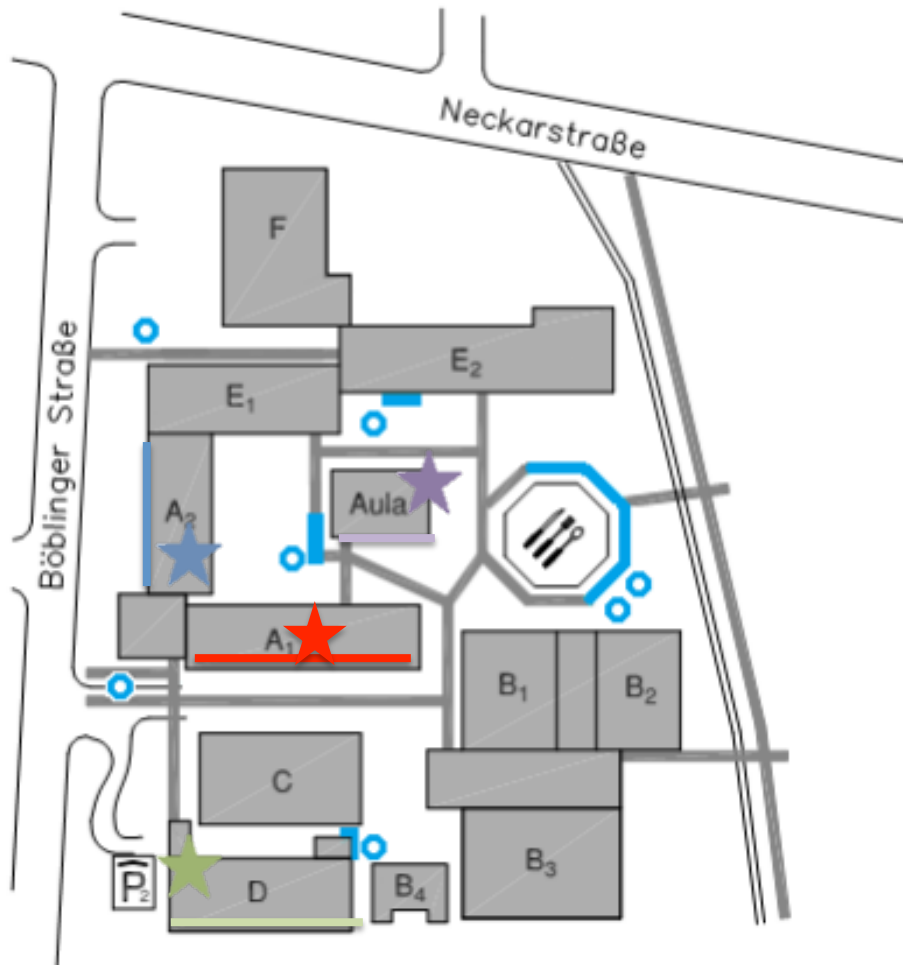 Neckarstraße
F
E₂
E₁
Böblinger Straße
A₂
Aula
A₁
B₁
B₂
C
B₃
P₂
D
B₄